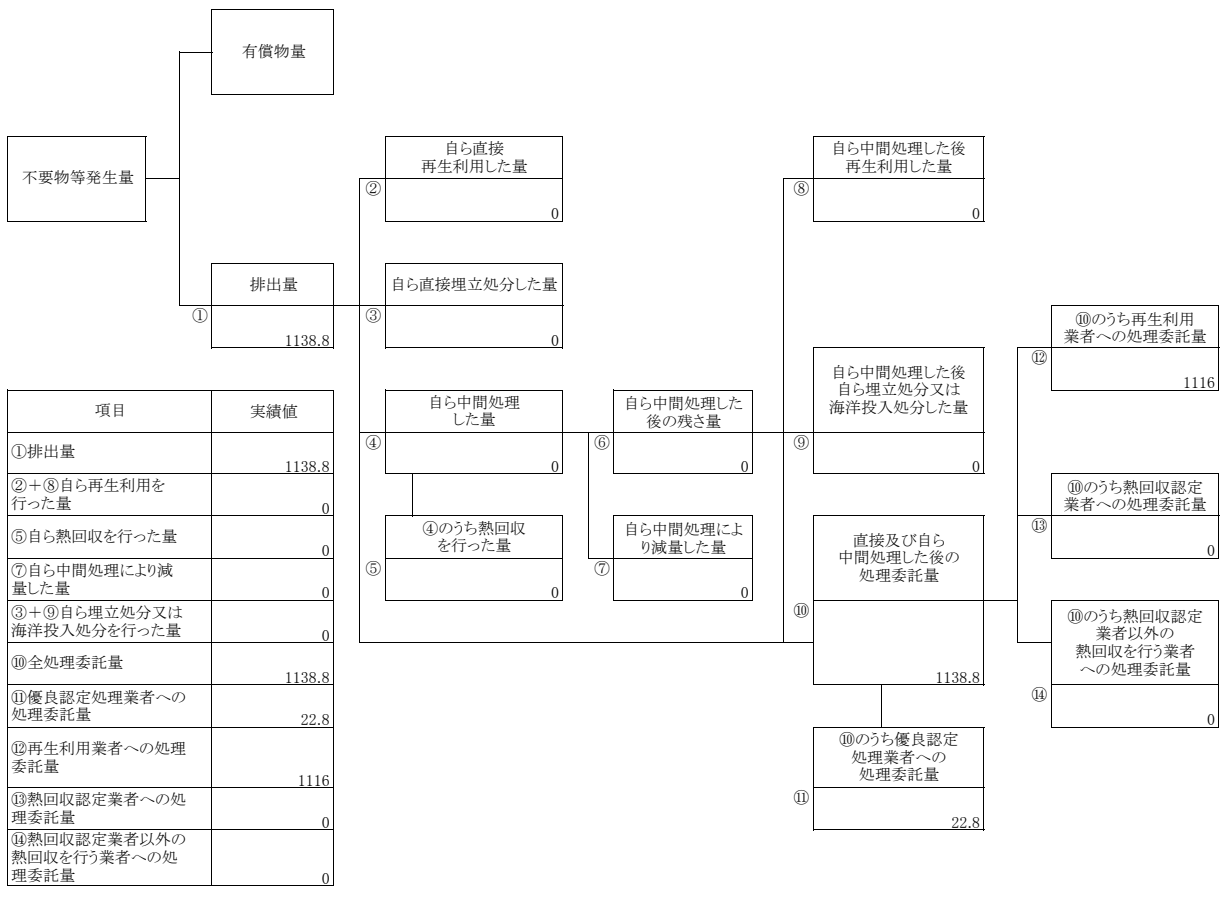 有償物量
不要物等発生量
排出量
①
1138.8
自ら直接
再生利用した量
②
0
自ら直接埋立処分した量
③
0
自ら中間処理
した量
④
0
④のうち熱回収
を行った量
⑤
0
自ら中間処理した
後の残さ量
⑥
0
自ら中間処理によ
り減量した量
⑦
0
自ら中間処理した後
再生利用した量
⑧
0
自ら中間処理した後
自ら埋立処分又は
海洋投入処分した量
⑨
0
直接及び自ら
中間処理した後の
処理委託量
⑩
1138.8
⑩のうち優良認定
処理業者への
処理委託量
⑪
22.8
⑩のうち再生利用
業者への処理委託量
⑫
1116
⑩のうち熱回収認定
業者への処理委託量
⑬
0
⑩のうち熱回収認定
業者以外の
熱回収を行う業者
への処理委託量
⑭
0
項目 実績値
①排出量
1138.8
②＋⑧自ら再生利用を
行った量
0
⑤自ら熱回収を行った量
0
⑦自ら中間処理により減
量した量
0
③＋⑨自ら埋立処分又は
海洋投入処分を行った量
0
⑩全処理委託量
1138.8
⑪優良認定処理業者への
処理委託量
22.8
⑫再生利用業者への処理
委託量
1116
⑬熱回収認定業者への処
理委託量
0
⑭熱回収認定業者以外の
熱回収を行う業者への処
理委託量
0